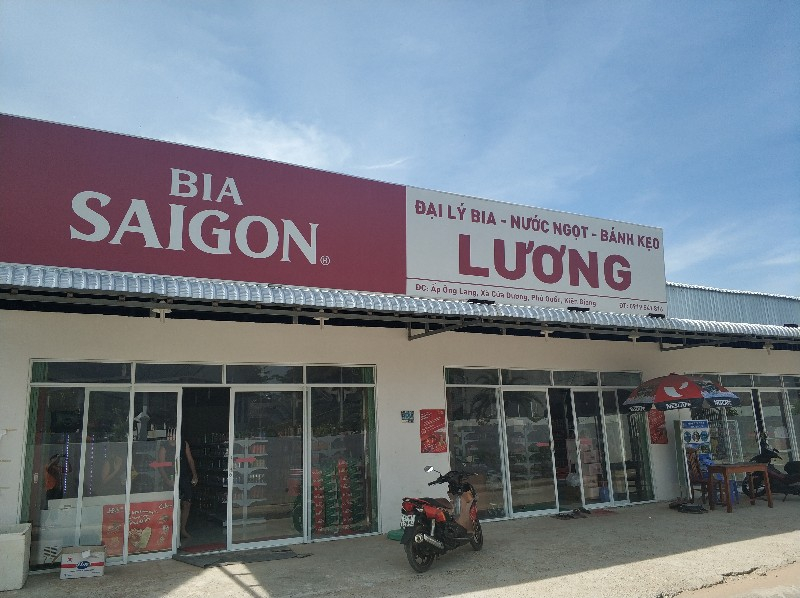 BIA
SAIGON ®
ĐẠI LÝ BIA - NƯỚC NGỌT - BÁNH KẸO
LƯƠNG
ĐC: Ấp Ông Lang, Xã Cửa Dương, Phú Quốc, Kiên Giang